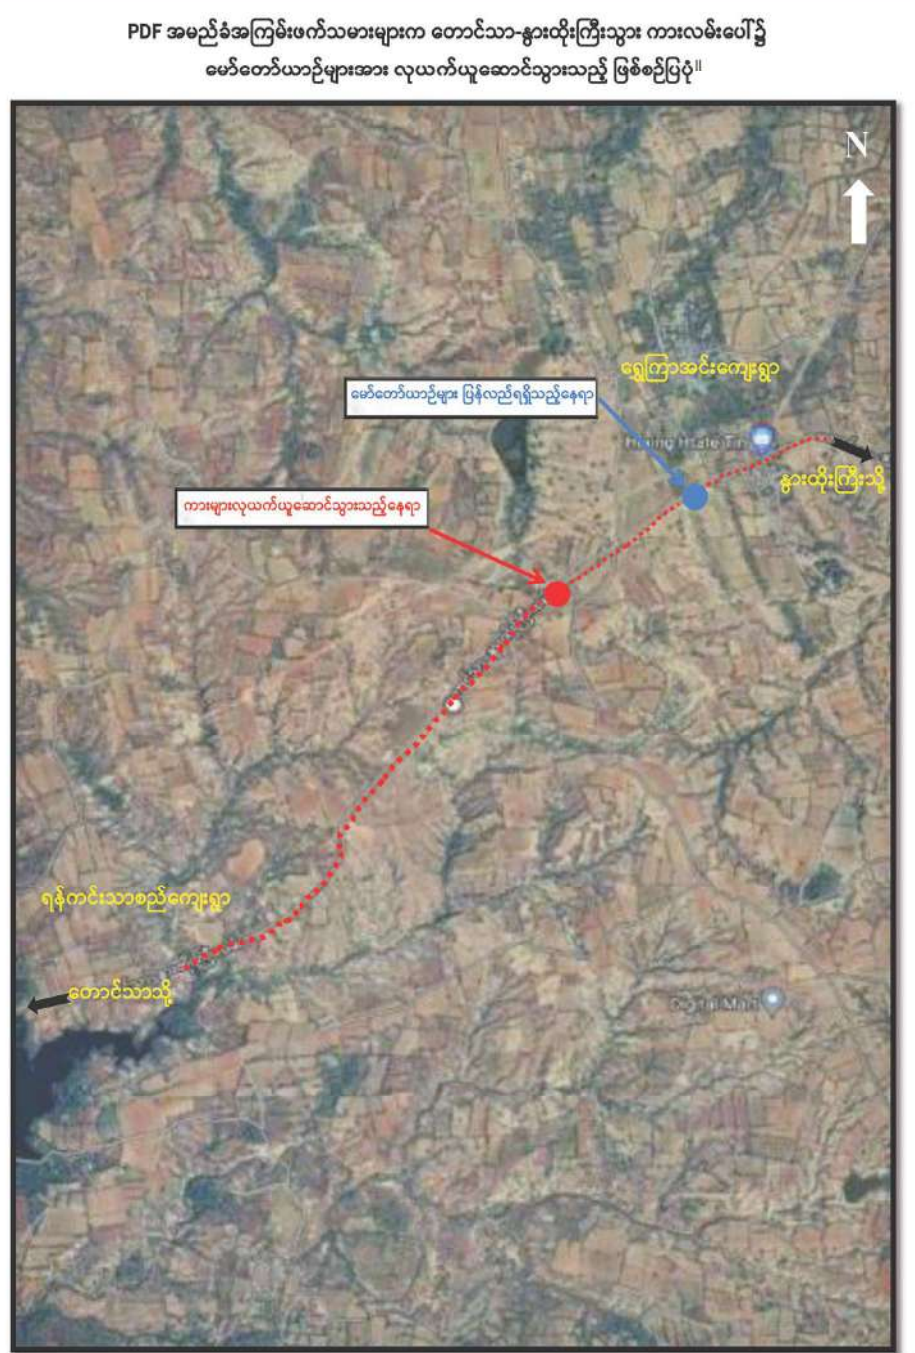 PDF အမည်ခံအကြမ်းဖက်သမားများက တောင်သာ-နွားထိုးကြီးသွား ကားလမ်းပေါ်၌
မော်တော်ယာဉ်များအား လုယက်ယူဆောင်သွားသည့် ဖြစ်စဉ်ပြပုံ။
N
ရွှေကြာအင်းကျေးရွာ
မော်တော်ယာဉ်များ ပြန်လည်ရရှိသည့်နေရာ
နွားထိုးကြီးသို့
ကားများလုယက်ယူဆောင်သွားသည့်နေရာ
ရန်ကင်းသာစည်ကျေးရွာ
တောင်သာသို့
Digital Mart